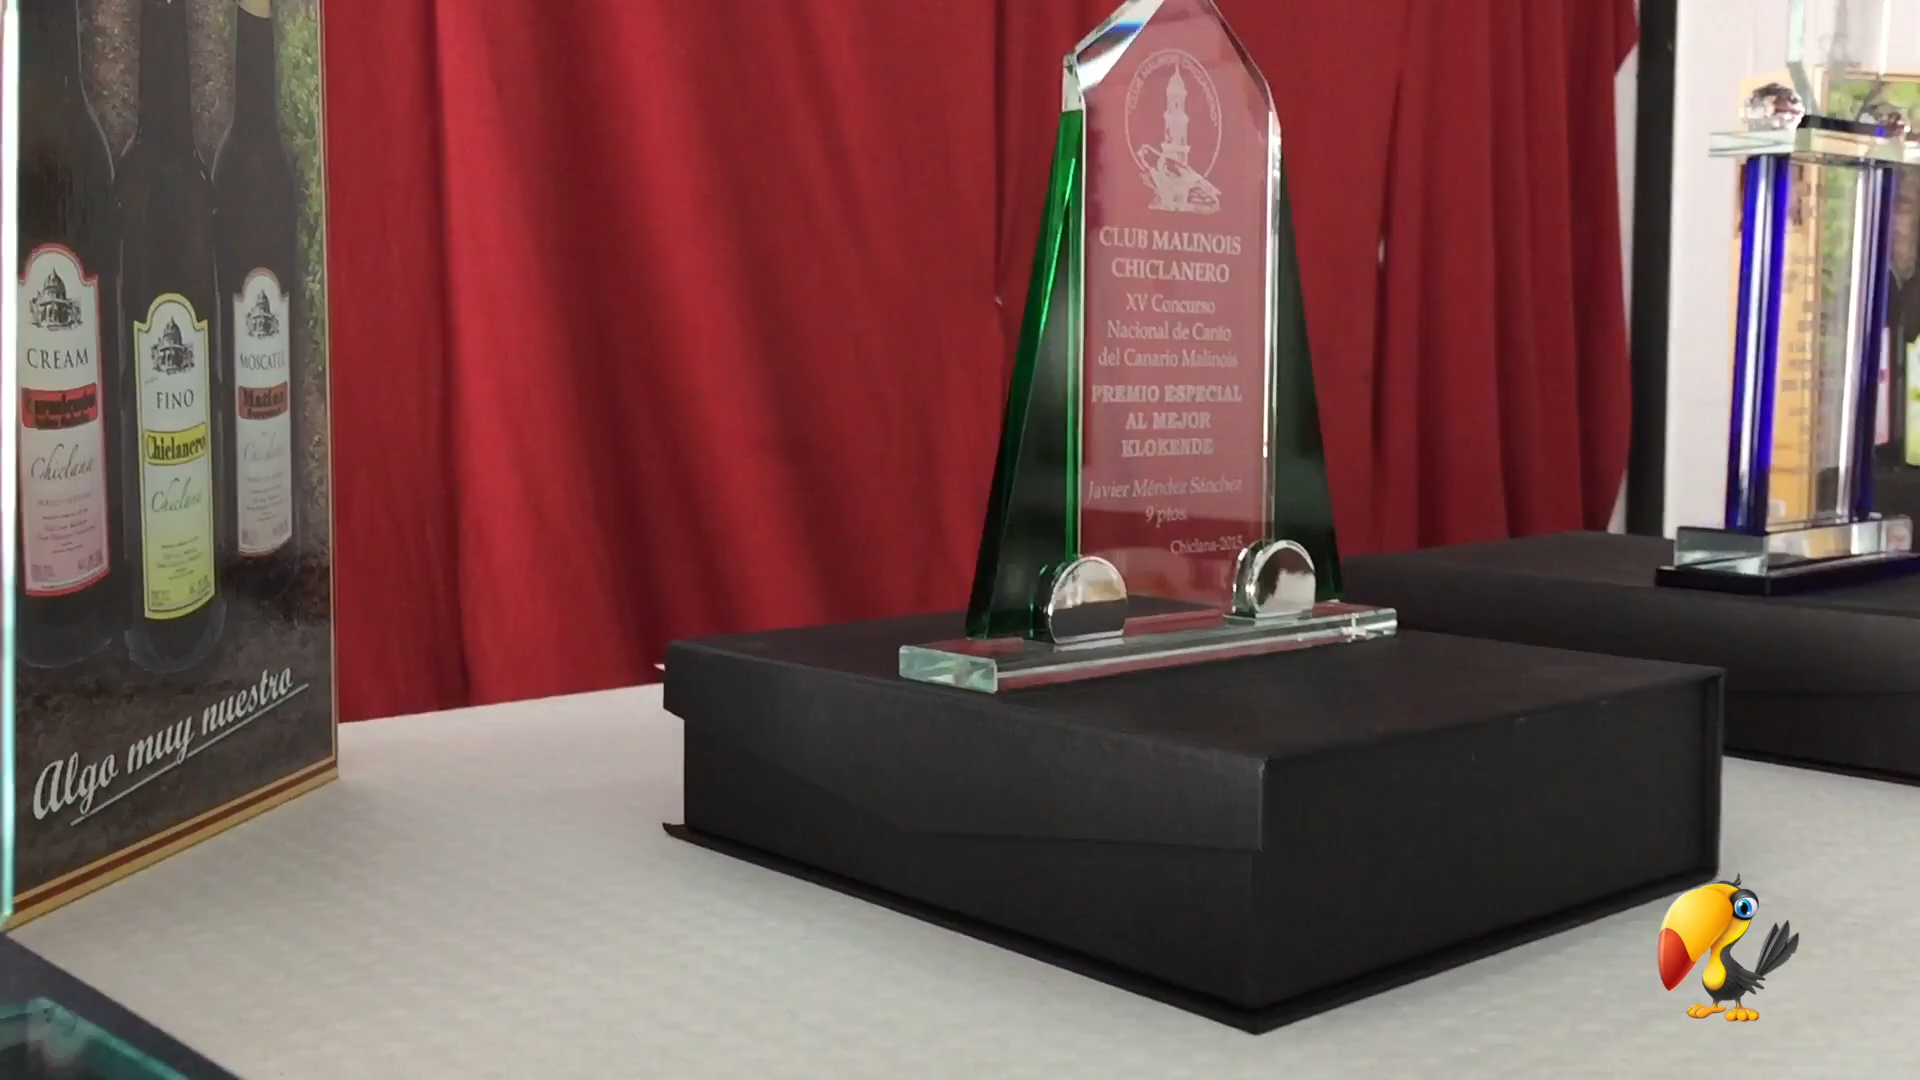 CREAM
Chiclana
FINO
Chiclanero
Chiclana
MOSCATEL
Algo muy nuestro
CLUB MALINOIS
CHICLANERO
XV Concurso
Nacional de Canto
del Canario Malinois
PREMIO ESPECIAL
AL MEJOR
KLOKENDE
Javier Méndez Sánchez
9 ptos.
Chiclana-2015